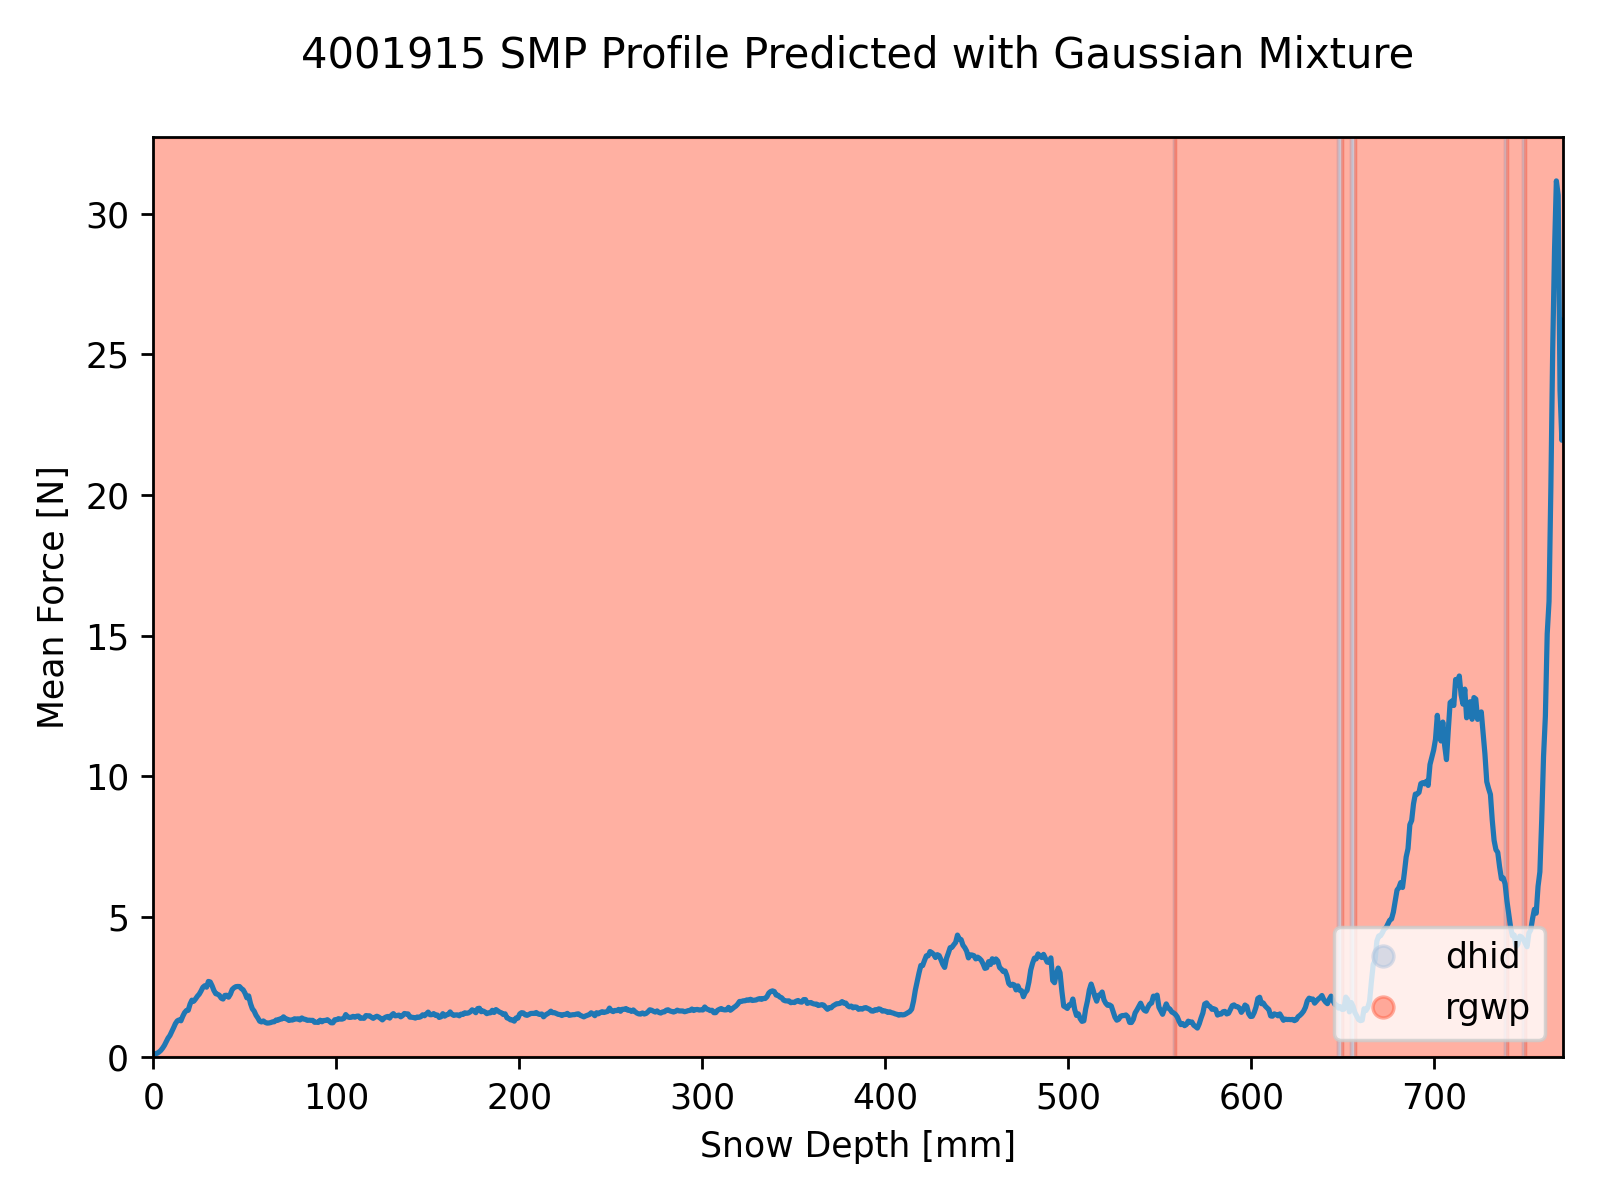 4001915 SMP Profile Predicted with Gaussian Mixture
30
25
20
15
10
5
0
Mean Force [N]
dhid
rgwp
0 100 200 300 400 500 600 700
Snow Depth [mm]